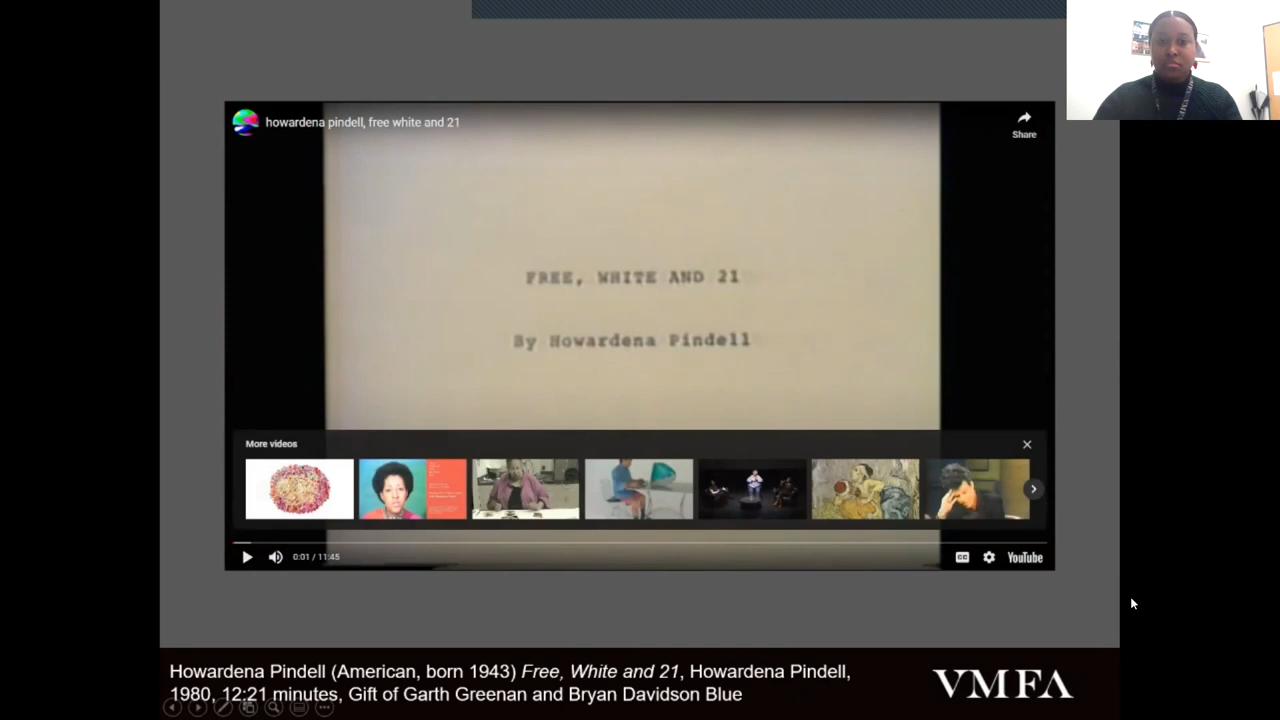 howardena pindell, free white and 21
Share
FREE, WHITE AND 21
By Howardena Pindell
More videos
0:01 / 11:45
CC
YouTube
Howardena Pindell (American, born 1943) Free, White and 21, Howardena Pindell,
1980, 12:21 minutes, Gift of Garth Greenan and Bryan Davidson Blue
VMFA